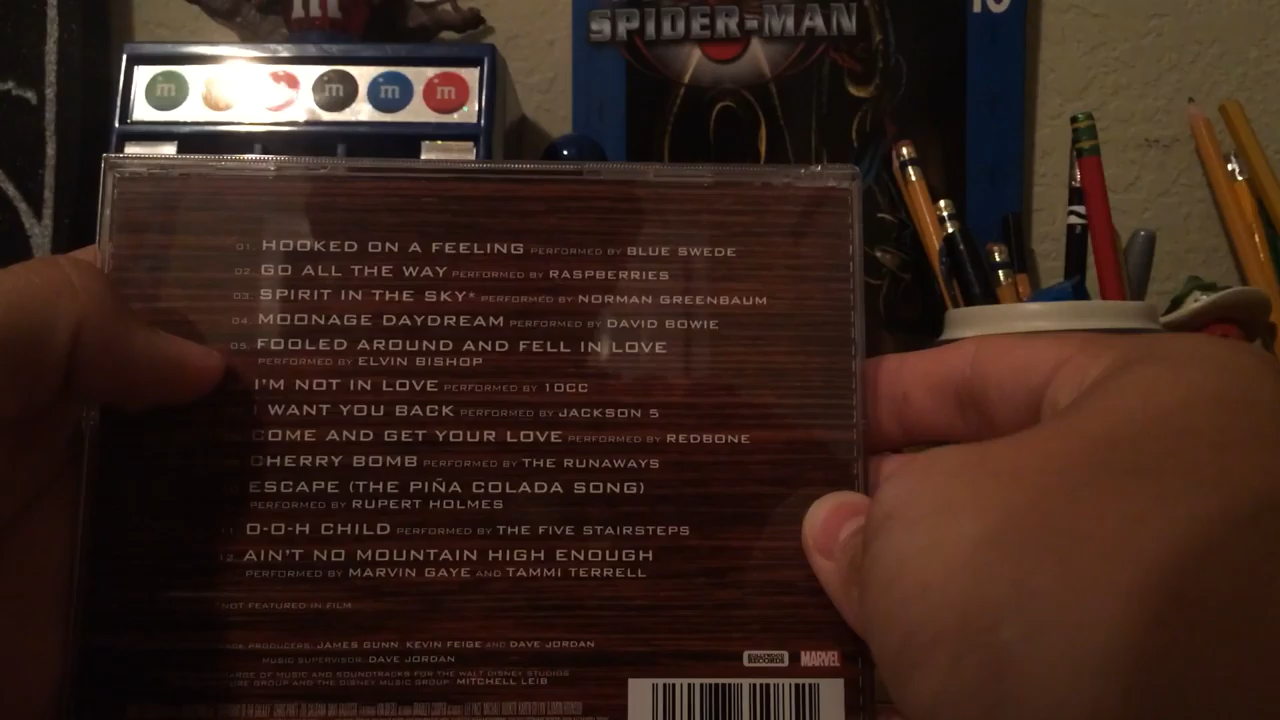 m
10
SPIDER-MAN
m m m m
01. HOOKED ON A FEELING PERFORMED BY BLUE SWEDE
02. GO ALL THE WAY PERFORMED BY RASPBERRIES
03. SPIRIT IN THE SKY* PERFORMED BY NORMAN GREENBAUM
04. MOONAGE DAYDREAM PERFORMED BY DAVID BOWIE
05. FOOLED AROUND AND FELL IN LOVE
PERFORMED BY ELVIN BISHOP
I'M NOT IN LOVE PERFORMED BY 10CC
I WANT YOU BACK PERFORMED BY JACKSON 5
COME AND GET YOUR LOVE PERFORMED BY REDBONE
CHERRY BOMB PERFORMED BY THE RUNAWAYS
ESCAPE (THE PIÑA COLADA SONG)
PERFORMED BY RUPERT HOLMES
11. O-O-H CHILD PERFORMED BY THE FIVE STAIRSTEPS
12. AIN'T NO MOUNTAIN HIGH ENOUGH
PERFORMED BY MARVIN GAYE AND TAMMI TERRELL
*NOT FEATURED IN FILM
PRODUCERS: JAMES GUNN, KEVIN FEIGE AND DAVE JORDAN
MUSIC SUPERVISOR: DAVE JORDAN
OF MUSIC AND SOUNDTRACKS FOR THE WALT DISNEY STUDIOS
GROUP AND THE DISNEY MUSIC GROUP: MITCHELL LEIB
HOLLYWOOD RECORDS MARVEL